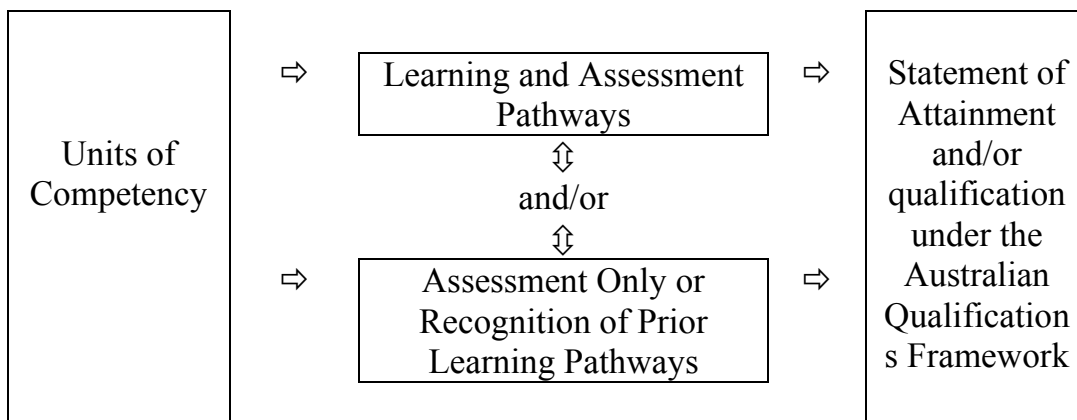 Units of
Competency
⇨
Learning and Assessment
Pathways
⇨
⇕
and/or
⇕
⇨
Assessment Only or
Recognition of Prior
Learning Pathways
⇨
Statement of
Attainment
and/or
qualification
under the
Australian
Qualification
s Framework